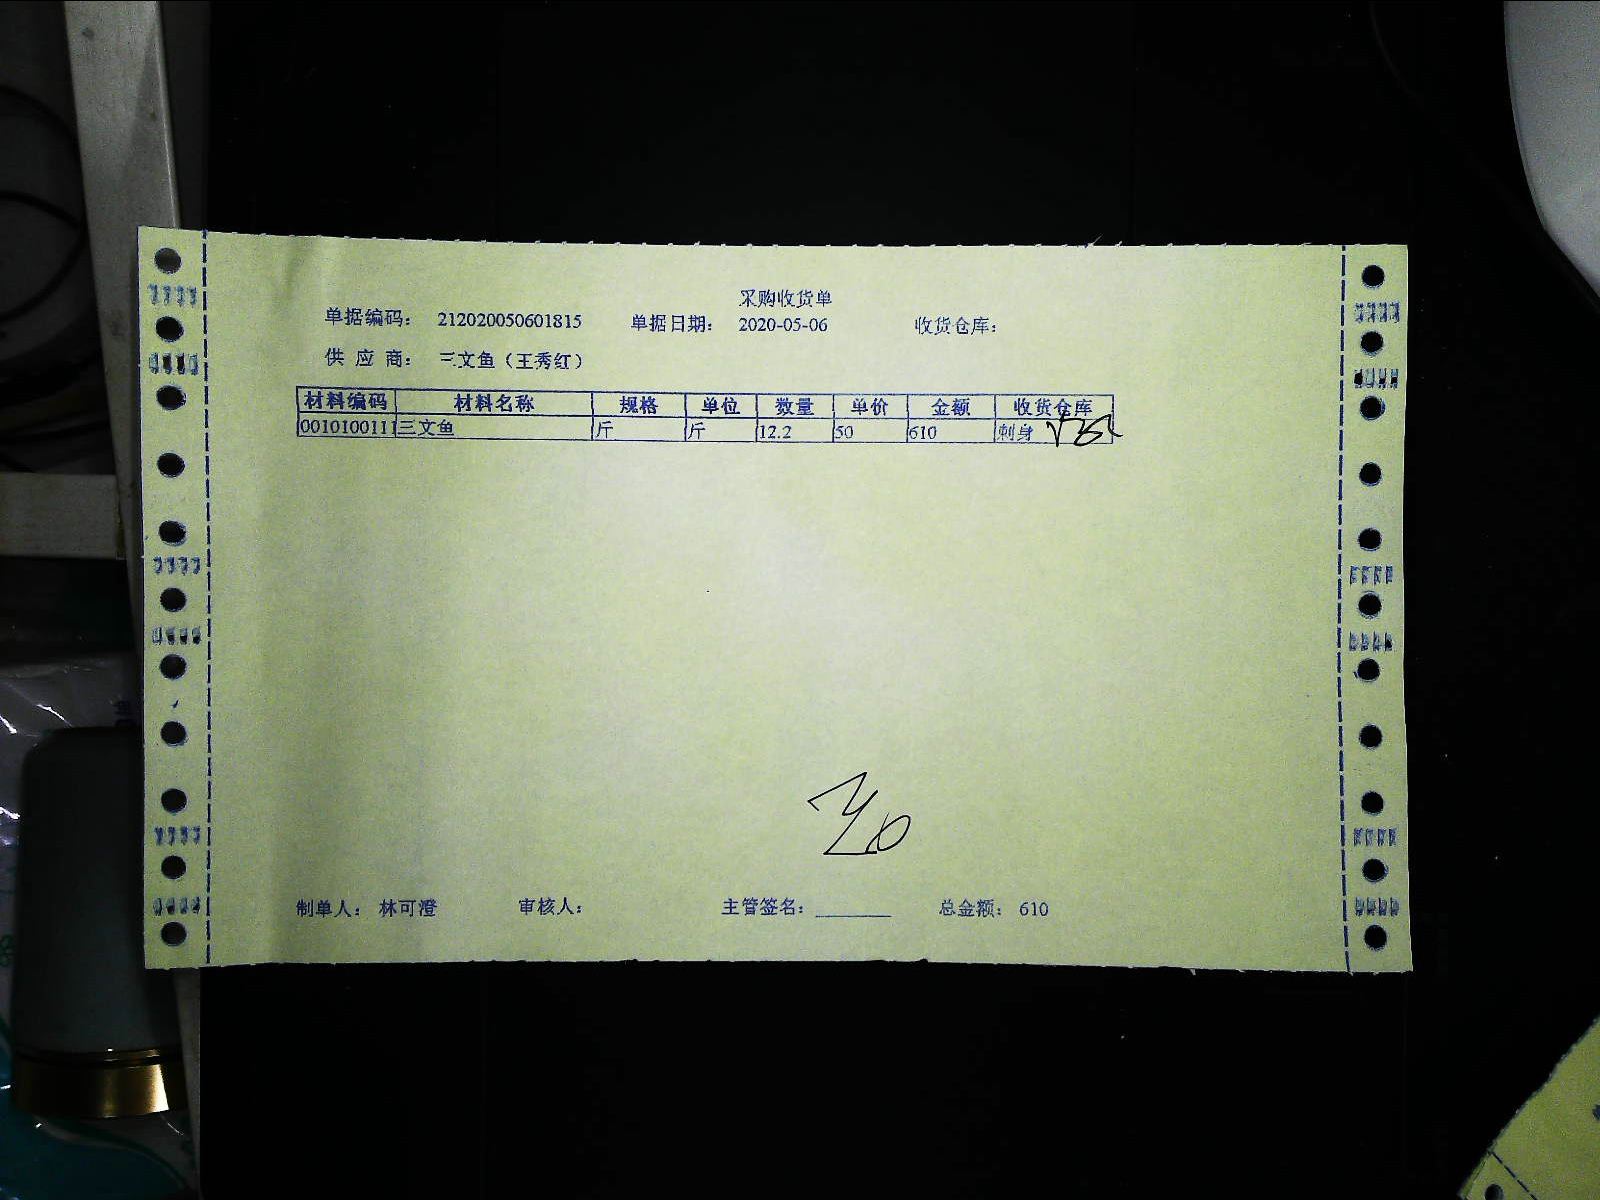 采购收货单
单据编码： 212020050601815 单据日期： 2020-05-06 收货仓库：
供 应 商： 三文鱼（王秀红）
材料编码 材料名称 规格 单位 数量 单价 金额 收货仓库
0010100111 三文鱼 斤 斤 12.2 50 610 刺身
制单人： 林可澄 审核人： 主管签名： 总金额： 610